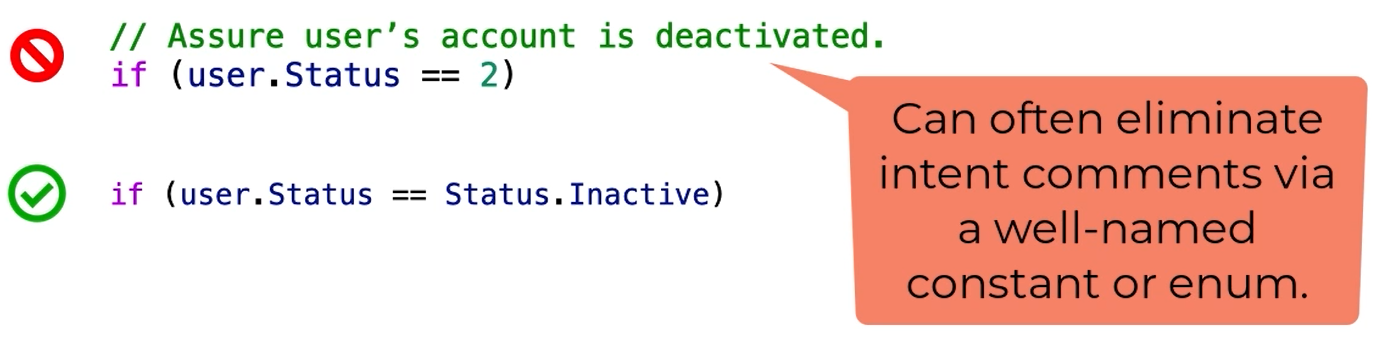 // Assure user’s account is deactivated.
if (user.Status == 2)
if (user.Status == Status.Inactive)
Can often eliminate
intent comments via
a well-named
constant or enum.